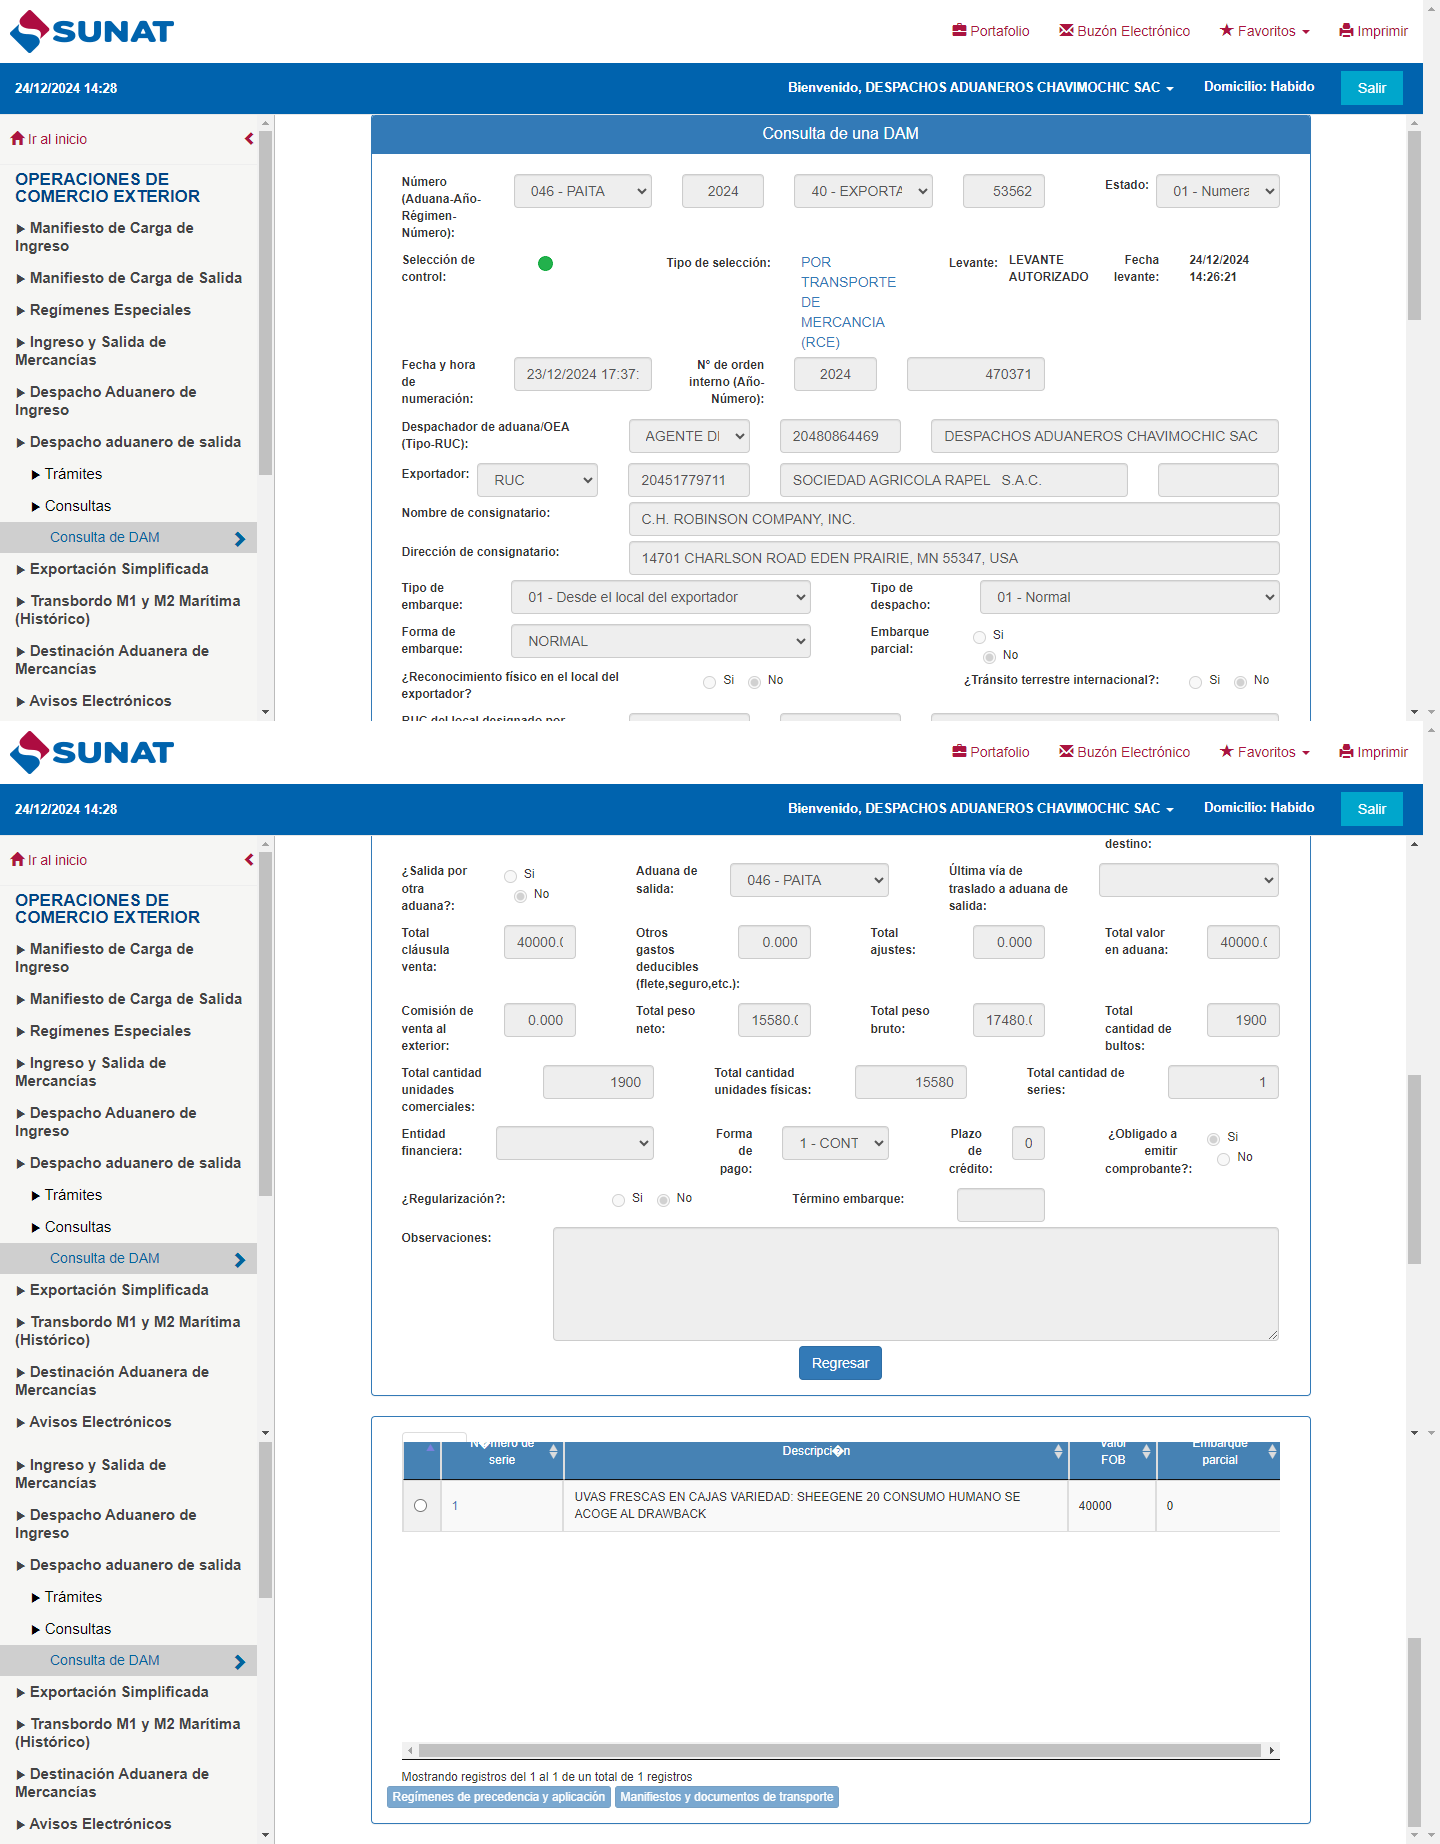 SUNAT
Portafolio
Buzón Electrónico
Favoritos
Imprimir
24/12/2024 14:28
Bienvenido, DESPACHOS ADUANEROS CHAVIMOCHIC SAC
Domicilio: Habido
Salir
Ir al inicio
OPERACIONES DE
COMERCIO EXTERIOR
Manifiesto de Carga de
Ingreso
Manifiesto de Carga de Salida
Regímenes Especiales
Ingreso y Salida de
Mercancías
Despacho Aduanero de
Ingreso
Despacho aduanero de salida
Trámites
Consultas
Consulta de DAM
Exportación Simplificada
Transbordo M1 y M2 Marítima
(Histórico)
Destinación Aduanera de
Mercancías
Avisos Electrónicos
Consulta de una DAM
Número
(Aduana-Año-
Régimen-
Número):
046 - PAITA
2024
40 - EXPORTA
53562
Estado:
01 - Numera
Selección de
control:
Tipo de selección:
POR
TRANSPORTE
DE
MERCANCIA
(RCE)
Levante:
LEVANTE
AUTORIZADO
Fecha
levante:
24/12/2024
14:26:21
Fecha y hora
de
numeración:
23/12/2024 17:37:
N° de orden
interno (Año-
Número):
2024
470371
Despachador de aduana/OEA
(Tipo-RUC):
AGENTE DI
20480864469
DESPACHOS ADUANEROS CHAVIMOCHIC SAC
Exportador:
RUC
20451779711
SOCIEDAD AGRICOLA RAPEL S.A.C.
Nombre de consignatario:
C.H. ROBINSON COMPANY, INC.
Dirección de consignatario:
14701 CHARLSON ROAD EDEN PRAIRIE, MN 55347, USA
Tipo de
embarque:
01 - Desde el local del exportador
Tipo de
despacho:
01 - Normal
Forma de
embarque:
NORMAL
Embarque
parcial:
Si
No
¿Reconocimiento físico en el local del
exportador?
Si
No
¿Tránsito terrestre internacional?:
Si
No
RUC del local designado por
SUNAT
Portafolio
Buzón Electrónico
Favoritos
Imprimir
24/12/2024 14:28
Bienvenido, DESPACHOS ADUANEROS CHAVIMOCHIC SAC
Domicilio: Habido
Salir
Ir al inicio
OPERACIONES DE
COMERCIO EXTERIOR
Manifiesto de Carga de
Ingreso
Manifiesto de Carga de Salida
Regímenes Especiales
Ingreso y Salida de
Mercancías
Despacho Aduanero de
Ingreso
Despacho aduanero de salida
Trámites
Consultas
Consulta de DAM
Exportación Simplificada
Transbordo M1 y M2 Marítima
(Histórico)
Destinación Aduanera de
Mercancías
Avisos Electrónicos
destino:
¿Salida por
otra
aduana?:
Si
No
Aduana de
salida:
046 - PAITA
Última vía de
traslado a aduana de
salida:
Total
cláusula
venta:
40000.(
Otros
gastos
deducibles
(flete,seguro,etc.):
0.000
Total
ajustes:
0.000
Total valor
en aduana:
40000.(
Comisión de
venta al
exterior:
0.000
Total peso
neto:
15580.(
Total peso
bruto:
17480.(
Total
cantidad de
bultos:
1900
Total cantidad
unidades
comerciales:
1900
Total cantidad
unidades físicas:
15580
Total cantidad de
series:
1
Entidad
financiera:
Forma
de
pago:
1 - CONT
Plazo
de
crédito:
0
¿Obligado a
emitir
comprobante?:
Si
No
¿Regularización?:
Si
No
Término embarque:
Observaciones:
Regresar
Ingreso y Salida de
Mercancías
Despacho Aduanero de
Ingreso
Despacho aduanero de salida
Trámites
Consultas
Consulta de DAM
Exportación Simplificada
Transbordo M1 y M2 Marítima
(Histórico)
Destinación Aduanera de
Mercancías
Avisos Electrónicos
N�mero de
serie
Descripci�n
Valor
FOB
Embarque
parcial
1
UVAS FRESCAS EN CAJAS VARIEDAD: SHEEGENE 20 CONSUMO HUMANO SE
ACOGE AL DRAWBACK
40000
0
Mostrando registros del 1 al 1 de un total de 1 registros
Regímenes de precedencia y aplicación
Manifiestos y documentos de transporte